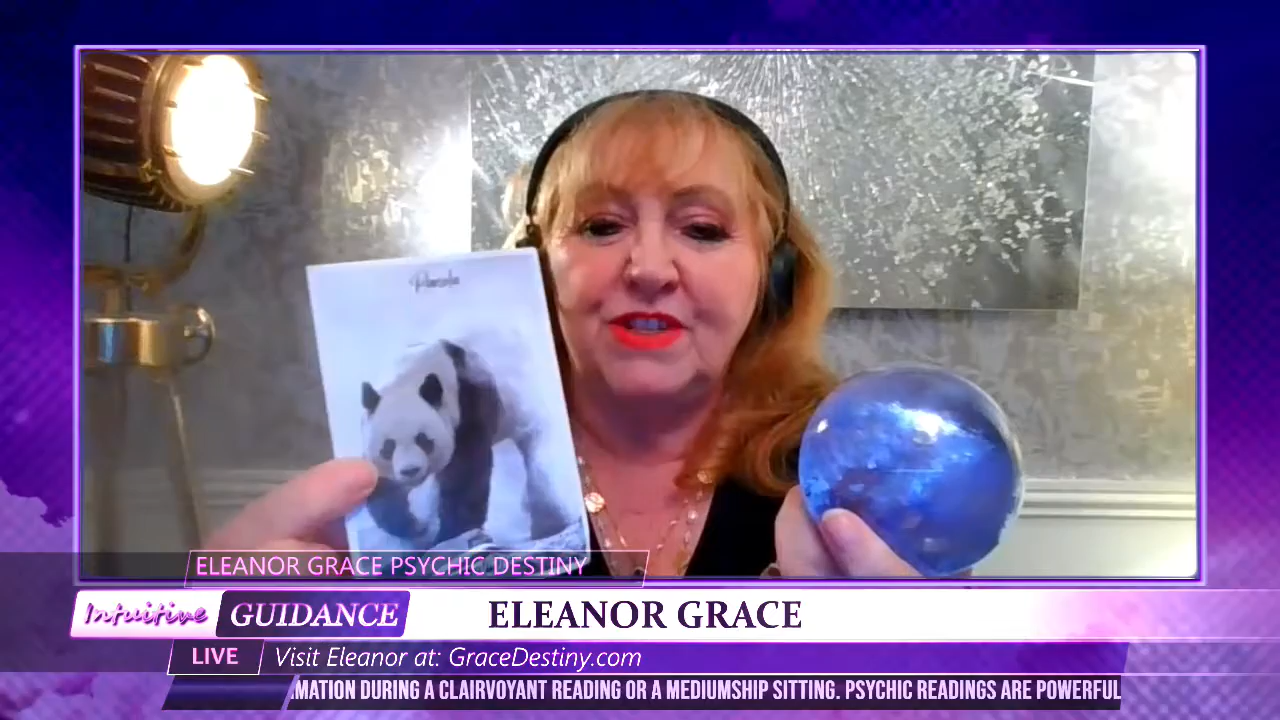 Panda
ELEANOR GRACE PSYCHIC DESTINY
Intuitive GUIDANCE
ELEANOR GRACE
LIVE
Visit Eleanor at: GraceDestiny.com
MATION DURING A CLAIRVOYANT READING OR A MEDIUMSHIP SITTING. PSYCHIC READINGS ARE POWERFUL